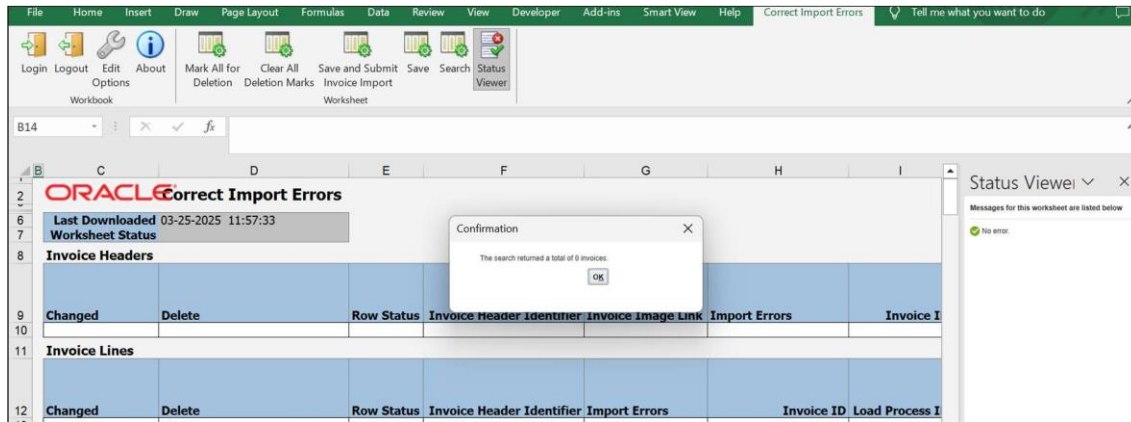 File Home Insert Draw Page Layout Formulas Data Review View Developer Add-ins Smart View Help Correct Import Errors Tell me what you want to do
Login Logout Edit Options About Mark All for Deletion Clear All Deletion Marks Save and Submit Invoice Import Save Search Status Viewer
Workbook Worksheet
B14 fx
B C D E F G H I
2 ORACLE Correct Import Errors
6 Last Downloaded 03-25-2025 11:57:33
7 Worksheet Status
8 Invoice Headers
9 Changed Delete Row Status Invoice Header Identifier Invoice Image Link Import Errors Invoice I
10
11 Invoice Lines
12 Changed Delete Row Status Invoice Header Identifier Import Errors Invoice ID Load Process I
Confirmation
The search returned a total of 0 invoices.
OK
Status Viewer
Messages for this worksheet are listed below
No error.